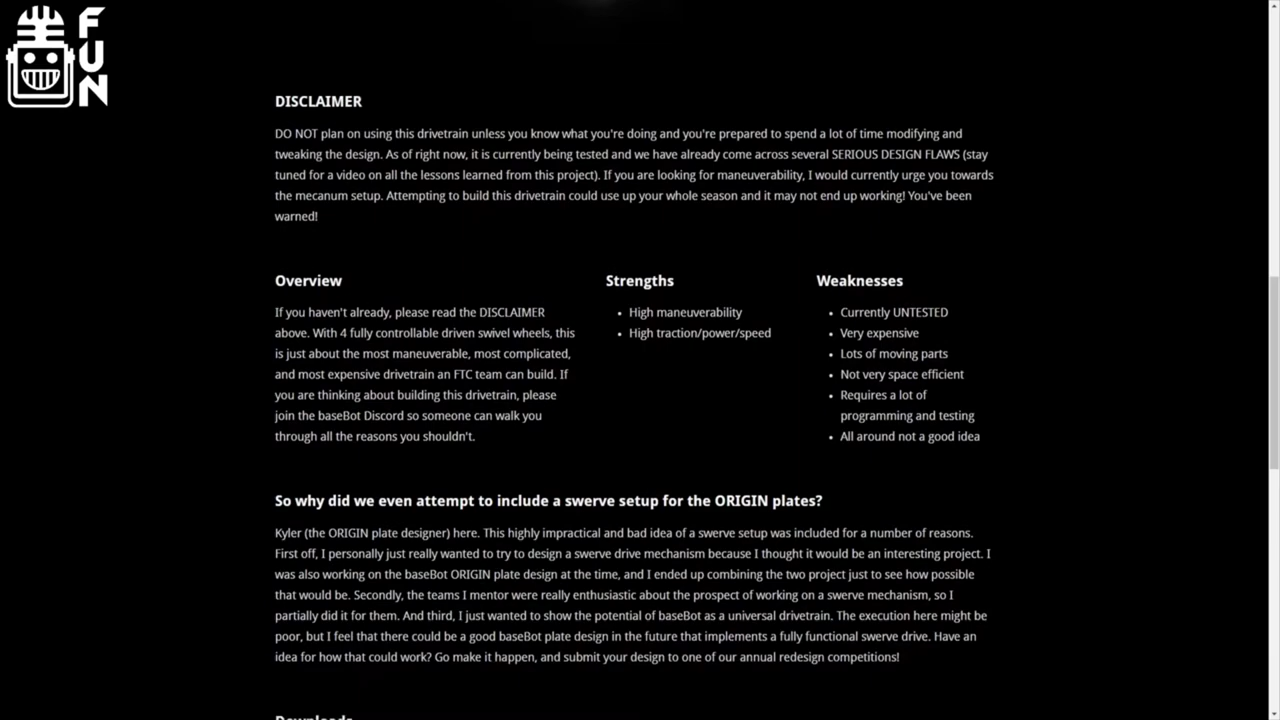 FUN
DISCLAIMER
DO NOT plan on using this drivetrain unless you know what you're doing and you're prepared to spend a lot of time modifying and
tweaking the design. As of right now, it is currently being tested and we have already come across several SERIOUS DESIGN FLAWS (stay
tuned for a video on all the lessons learned from this project). If you are looking for maneuverability, I would currently urge you towards
the mecanum setup. Attempting to build this drivetrain could use up your whole season and it may not end up working! You've been
warned!
Overview
If you haven't already, please read the DISCLAIMER
above. With 4 fully controllable driven swivel wheels, this
is just about the most maneuverable, most complicated,
and most expensive drivetrain an FTC team can build. If
you are thinking about building this drivetrain, please
join the baseBot Discord so someone can walk you
through all the reasons you shouldn't.
Strengths
• High maneuverability
• High traction/power/speed
Weaknesses
• Currently UNTESTED
• Very expensive
• Lots of moving parts
• Not very space efficient
• Requires a lot of
programming and testing
• All around not a good idea
So why did we even attempt to include a swerve setup for the ORIGIN plates?
Kyler (the ORIGIN plate designer) here. This highly impractical and bad idea of a swerve setup was included for a number of reasons.
First off, I personally just really wanted to try to design a swerve drive mechanism because I thought it would be an interesting project. I
was also working on the baseBot ORIGIN plate design at the time, and I ended up combining the two project just to see how possible
that would be. Secondly, the teams I mentor were really enthusiastic about the prospect of working on a swerve mechanism, so I
partially did it for them. And third, I just wanted to show the potential of baseBot as a universal drivetrain. The execution here might be
poor, but I feel that there could be a good baseBot plate design in the future that implements a fully functional swerve drive. Have an
idea for how that could work? Go make it happen, and submit your design to one of our annual redesign competitions!
Downloads